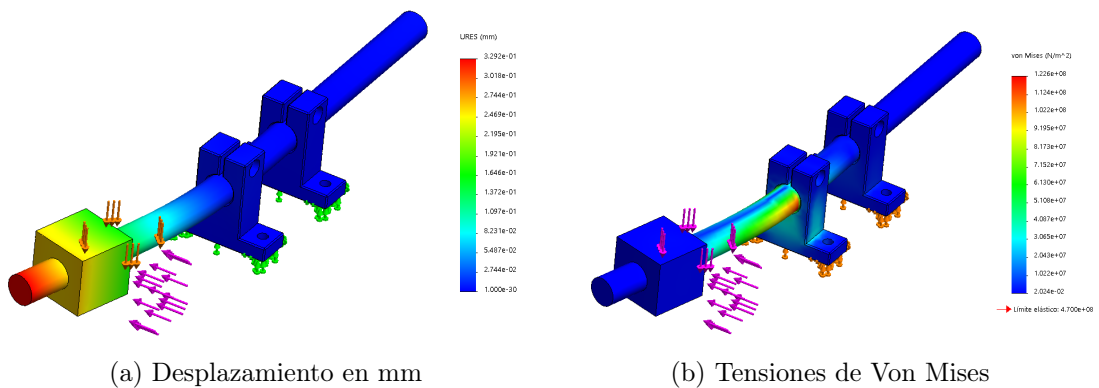 URES (mm)
3.292e-01
3.018e-01
2.744e-01
2.469e-01
2.195e-01
1.921e-01
1.646e-01
1.372e-01
1.097e-01
8.230e-02
5.487e-02
2.744e-02
1.000e-30
(a) Desplazamiento en mm
von Mises (N/m^2)
1.226e+08
1.124e+08
1.022e+08
9.195e+07
8.174e+07
7.152e+07
6.130e+07
5.109e+07
4.087e+07
3.065e+07
2.043e+07
1.022e+07
2.024e-02
Límite elástico: 4.700e+08
(b) Tensiones de Von Mises